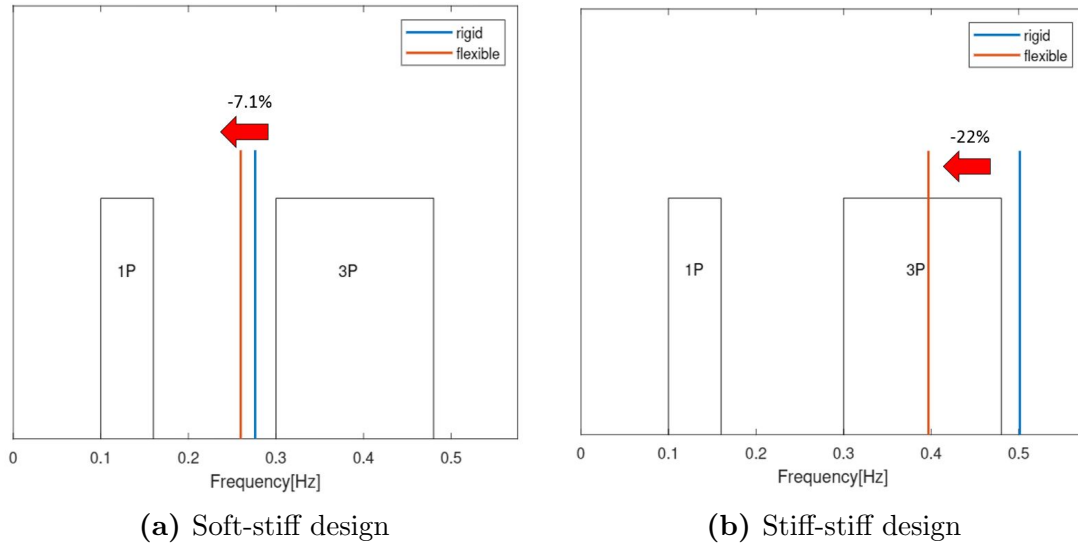 rigid
flexible
-7.1%
1P
3P
0
0.1
0.2
0.3
0.4
0.5
Frequency[Hz]
(a) Soft-stiff design
rigid
flexible
-22%
1P
3P
0
0.1
0.2
0.3
0.4
0.5
Frequency[Hz]
(b) Stiff-stiff design